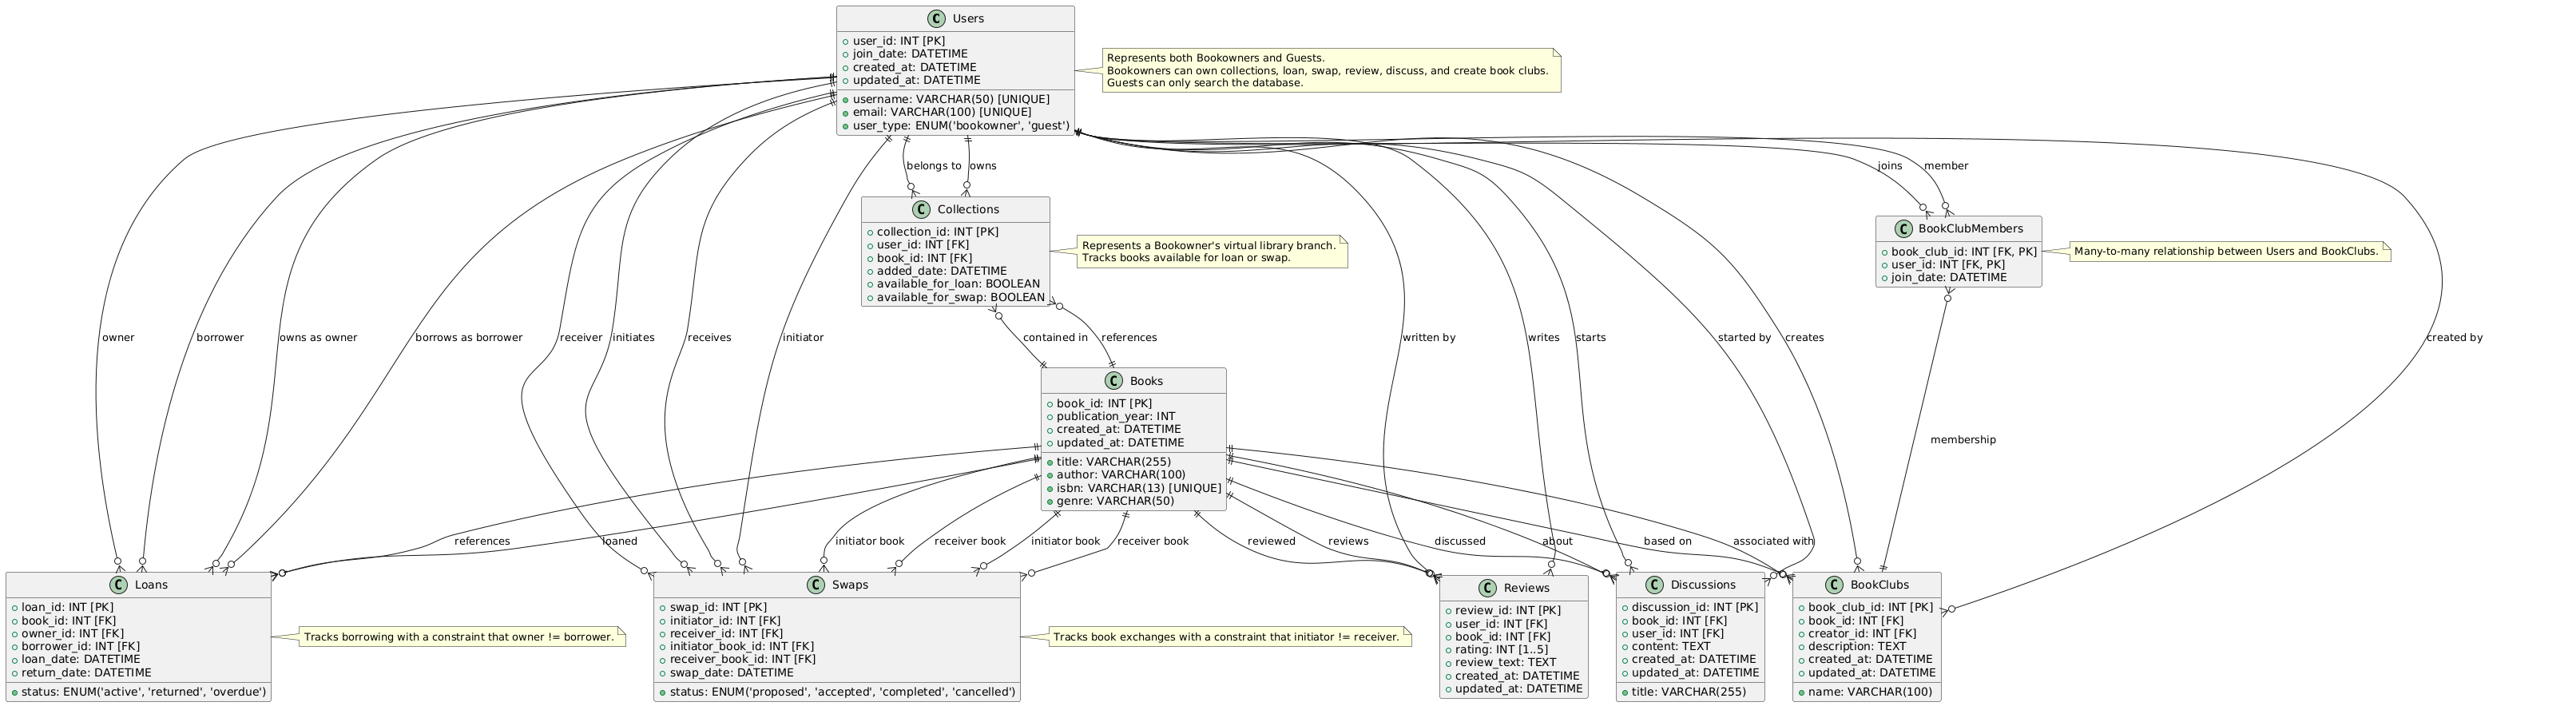 C Users
user_id: INT [PK]
join_date: DATETIME
created_at: DATETIME
updated_at: DATETIME
username: VARCHAR(50) [UNIQUE]
email: VARCHAR(100) [UNIQUE]
user_type: ENUM('bookowner', 'guest')
Represents both Bookowners and Guests.
Bookowners can own collections, loan, swap, review, discuss, and create book clubs.
Guests can only search the database.
belongs to
owns
joins
member
C Collections
collection_id: INT [PK]
user_id: INT [FK]
book_id: INT [FK]
added_date: DATETIME
available_for_loan: BOOLEAN
available_for_swap: BOOLEAN
Represents a Bookowner's virtual library branch.
Tracks books available for loan or swap.
C BookClubMembers
book_club_id: INT [FK, PK]
user_id: INT [FK, PK]
join_date: DATETIME
Many-to-many relationship between Users and BookClubs.
owner
borrower
owns as owner
borrows as borrower
receiver
initiates
receives
initiator
contained in
references
written by
writes
starts
started by
creates
created by
C Books
book_id: INT [PK]
publication_year: INT
created_at: DATETIME
updated_at: DATETIME
title: VARCHAR(255)
author: VARCHAR(100)
isbn: VARCHAR(13) [UNIQUE]
genre: VARCHAR(50)
membership
references
loaned
initiator book
receiver book
initiator book
receiver book
reviewed
reviews
discussed
about
based on
associated with
C Loans
loan_id: INT [PK]
book_id: INT [FK]
owner_id: INT [FK]
borrower_id: INT [FK]
loan_date: DATETIME
return_date: DATETIME
status: ENUM('active', 'returned', 'overdue')
Tracks borrowing with a constraint that owner != borrower.
C Swaps
swap_id: INT [PK]
initiator_id: INT [FK]
receiver_id: INT [FK]
initiator_book_id: INT [FK]
receiver_book_id: INT [FK]
swap_date: DATETIME
status: ENUM('proposed', 'accepted', 'completed', 'cancelled')
Tracks book exchanges with a constraint that initiator != receiver.
C Reviews
review_id: INT [PK]
user_id: INT [FK]
book_id: INT [FK]
rating: INT [1..5]
review_text: TEXT
created_at: DATETIME
updated_at: DATETIME
C Discussions
discussion_id: INT [PK]
book_id: INT [FK]
user_id: INT [FK]
content: TEXT
created_at: DATETIME
updated_at: DATETIME
title: VARCHAR(255)
C BookClubs
book_club_id: INT [PK]
book_id: INT [FK]
creator_id: INT [FK]
description: TEXT
created_at: DATETIME
updated_at: DATETIME
name: VARCHAR(100)